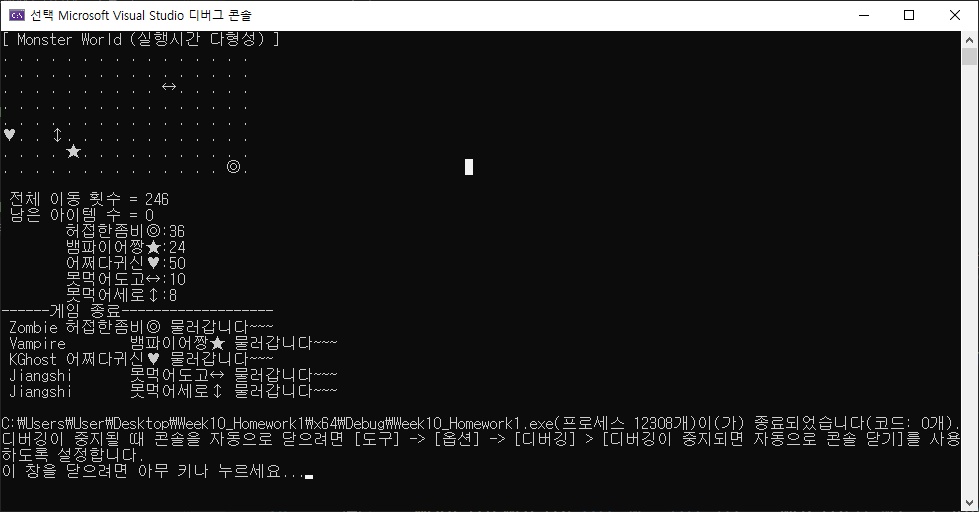 선택 Microsoft Visual Studio 디버그 콘솔
[ Monster World (실행시간 다형성) ]
. . . . . . . . . . . . . . . .
. . . . . . . . . . . . . . . .
. . . . . . . . . . ↔. . . . .
. . . . . . . . . . . . . . . .
. . . . . . . . . . . . . . . .
♥. . ↕. . . . . . . . . . . .
. . . . ★. . . . . . . . . . .
. . . . . . . . . . . . . . ◎.
전체 이동 횟수 = 246
남은 아이템 수 = 0
허접한좀비◎:36
뱀파이어짱★:24
어쩌다귀신♥:50
못먹어도고↔:10
못먹어세로↕:8
------게임 종료-------------------
Zombie 허접한좀비◎ 물러갑니다~~~
Vampire 뱀파이어짱★ 물러갑니다~~~
KGhost 어쩌다귀신♥ 물러갑니다~~~
Jiangshi 못먹어도고↔ 물러갑니다~~~
Jiangshi 못먹어세로↕ 물러갑니다~~~
C:₩Users₩User₩Desktop₩Week10_Homework1₩x64₩Debug₩Week10_Homework1.exe(프로세스 12308개)이(가) 종료되었습니다(코드: 0개).
디버깅이 중지될 때 콘솔을 자동으로 닫으려면 [도구] -> [옵션] -> [디버깅] > [디버깅이 중지되면 자동으로 콘솔 닫기]를 사용
하도록 설정합니다.
이 창을 닫으려면 아무 키나 누르세요...